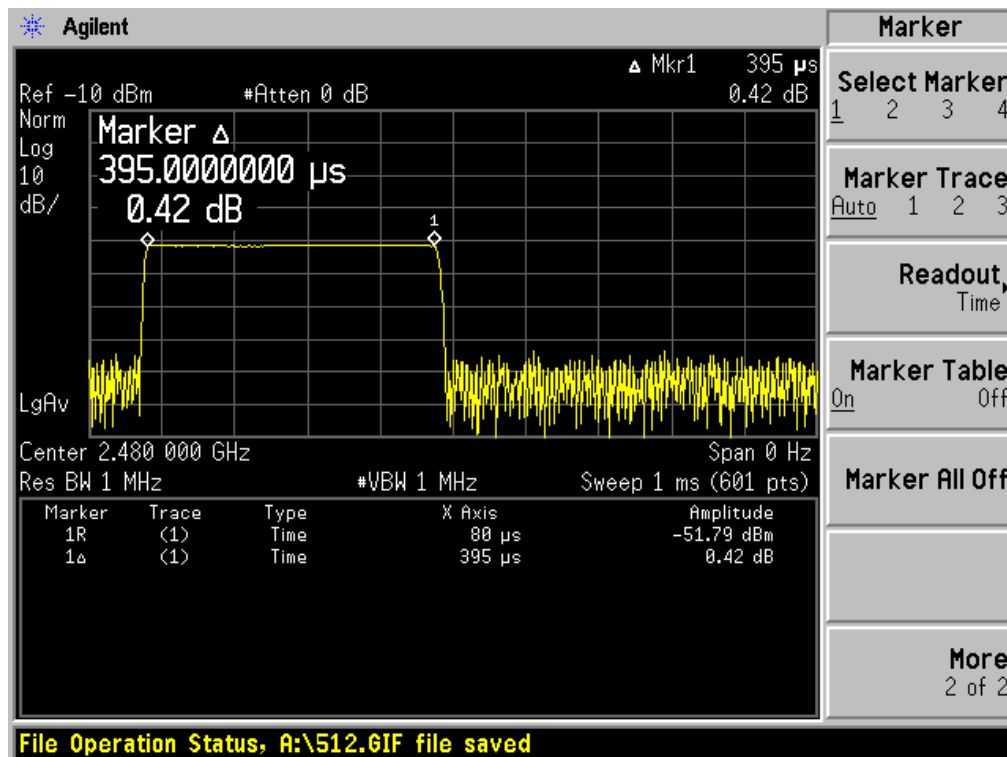 Agilent
Marker
Δ Mkr1 395 µs
Ref -10 dBm #Atten 0 dB 0.42 dB
Norm
Log
10
dB/
Marker Δ
395.0000000 µs
0.42 dB
1
LgAv
Center 2.480 000 GHz Span 0 Hz
Res BW 1 MHz #VBW 1 MHz Sweep 1 ms (601 pts)
Marker Trace Type X Axis Amplitude
1R (1) Time 80 µs -51.79 dBm
1Δ (1) Time 395 µs 0.42 dB
Select Marker
1 2 3 4
Marker Trace
Auto 1 2 3
Readout
Time
Marker Table
On Off
Marker All Off
More
2 of 2
File Operation Status, A:\512.GIF file saved